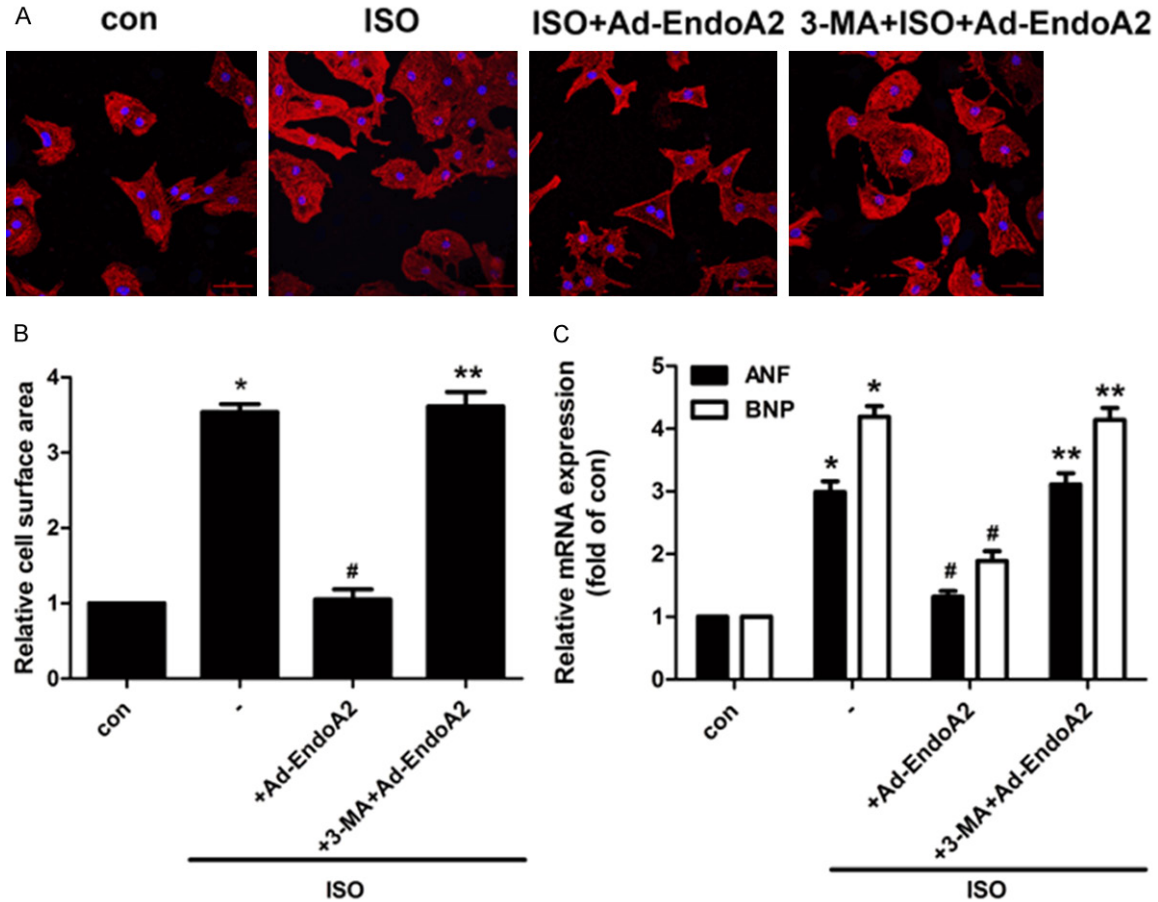 A
con
ISO
ISO+Ad-EndoA2
3-MA+ISO+Ad-EndoA2
B
Relative cell surface area
4
3
2
1
0
*
#
**
con
-
+Ad-EndoA2
+3-MA+Ad-EndoA2
ISO
C
Relative mRNA expression
(fold of con)
5
4
3
2
1
0
ANF
BNP
*
*
#
#
**
**
con
-
+Ad-EndoA2
+3-MA+Ad-EndoA2
ISO